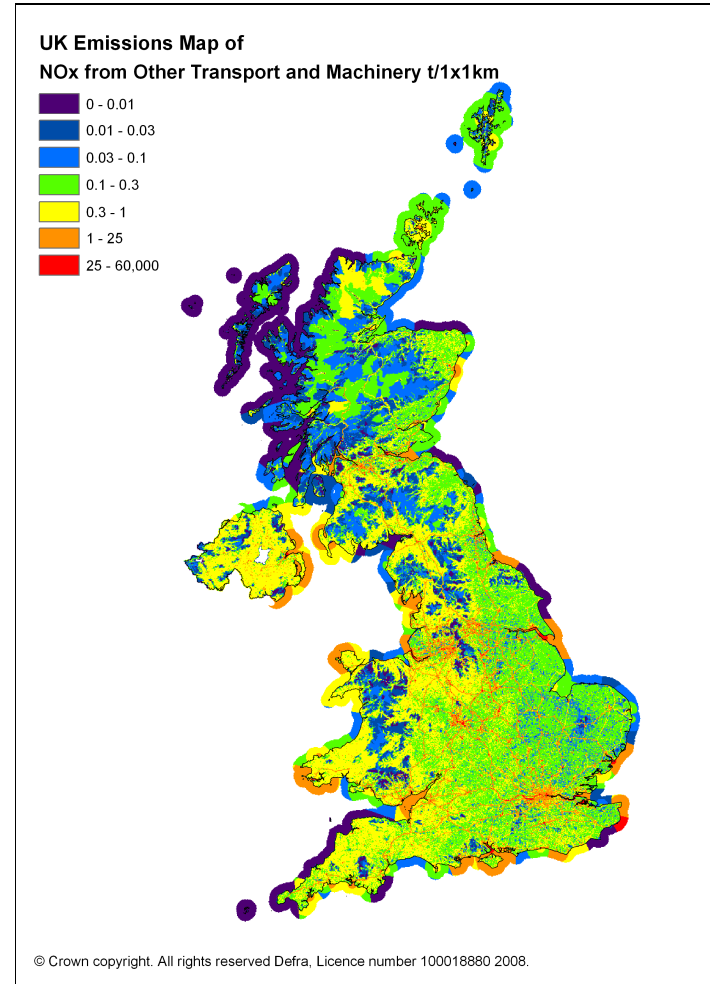 UK Emissions Map of
NOx from Other Transport and Machinery t/1x1km
0 - 0.01
0.01 - 0.03
0.03 - 0.1
0.1 - 0.3
0.3 - 1
1 - 25
25 - 60,000
© Crown copyright. All rights reserved Defra, Licence number 100018880 2008.